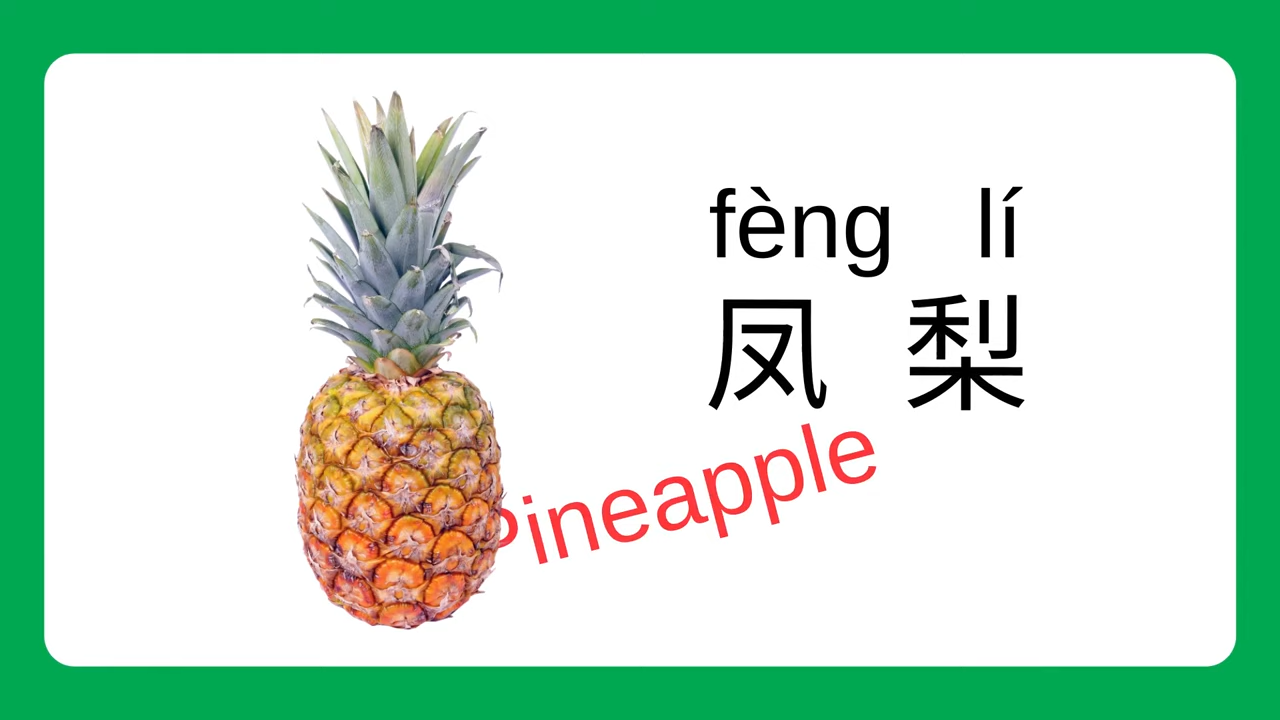 fèng lí
凤 梨
Pineapple